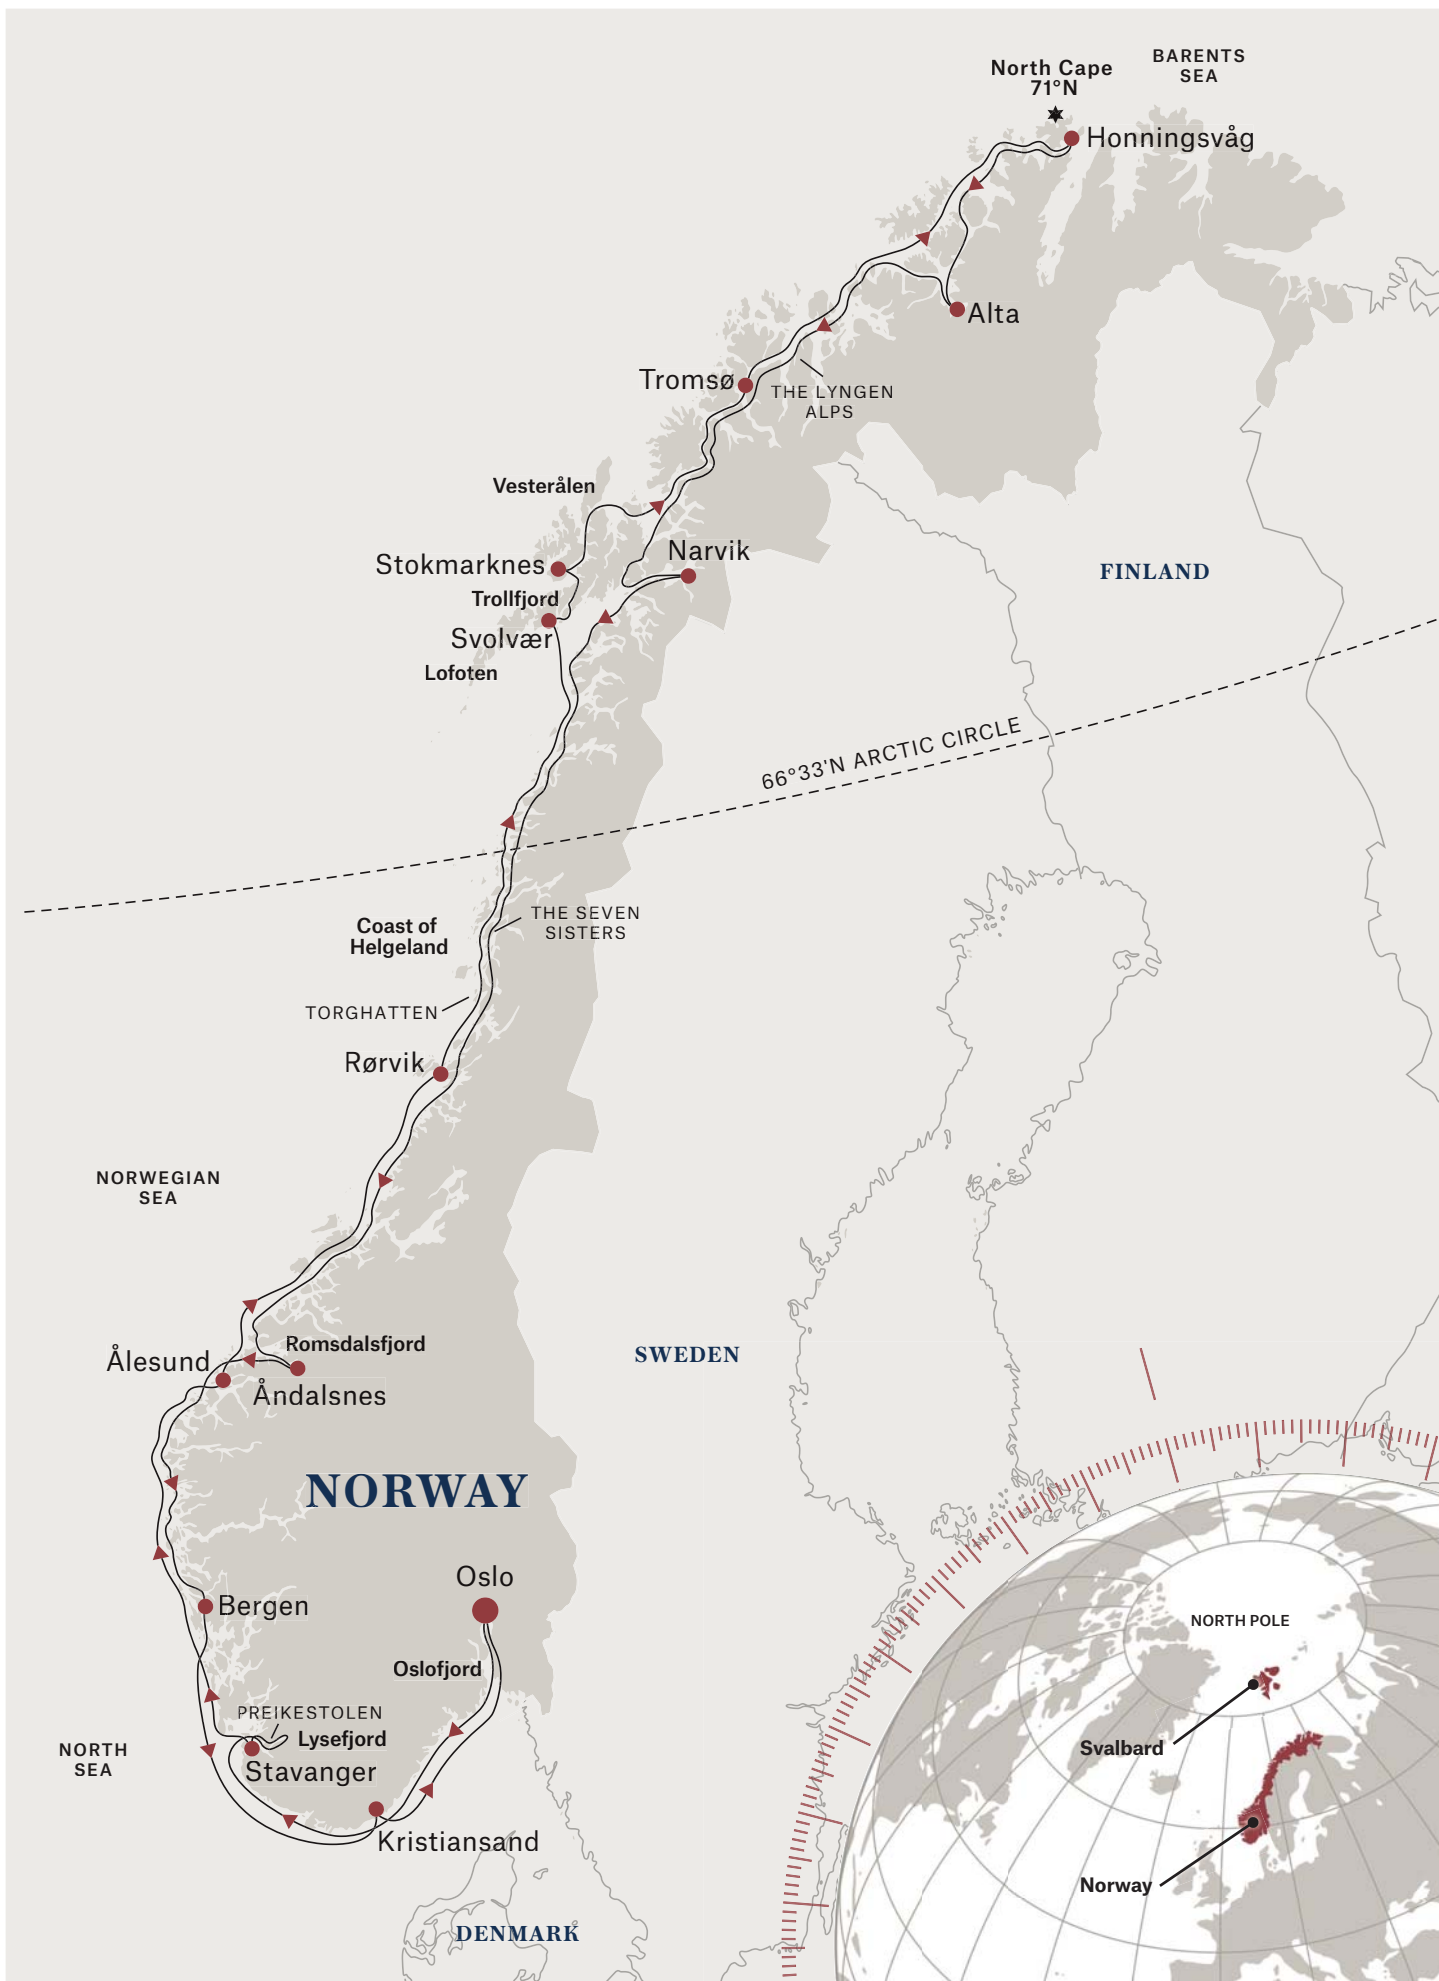 BARENTS
SEA
North Cape
71°N
Honningsvåg
Alta
Tromsø
THE LYNGEN
ALPS
Vesterålen
Narvik
Stokmarknes
FINLAND
Trollfjord
Svolvær
Lofoten
66°33'N ARCTIC CIRCLE
THE SEVEN
SISTERS
Coast of
Helgeland
TORGHATTEN
Rørvik
NORWEGIAN
SEA
Romsdalsfjord
Ålesund
SWEDEN
Åndalsnes
NORWAY
Oslo
Bergen
NORTH POLE
Oslofjord
PREIKESTOLEN
Lysefjord
NORTH
SEA
Svalbard
Stavanger
Kristiansand
Norway
DENMARK